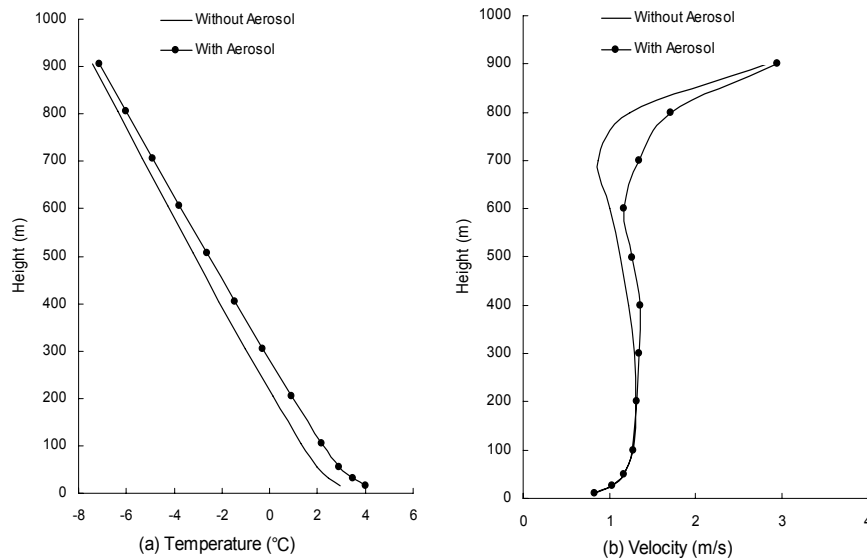 Without Aerosol
With Aerosol
1000
900
800
700
600
500
400
300
200
100
0
Height (m)
-8 -6 -4 -2 0 2 4 6
(a) Temperature (°C)
Without Aerosol
With Aerosol
1000
900
800
700
600
500
400
300
200
100
0
Height (m)
0 1 2 3 4
(b) Velocity (m/s)